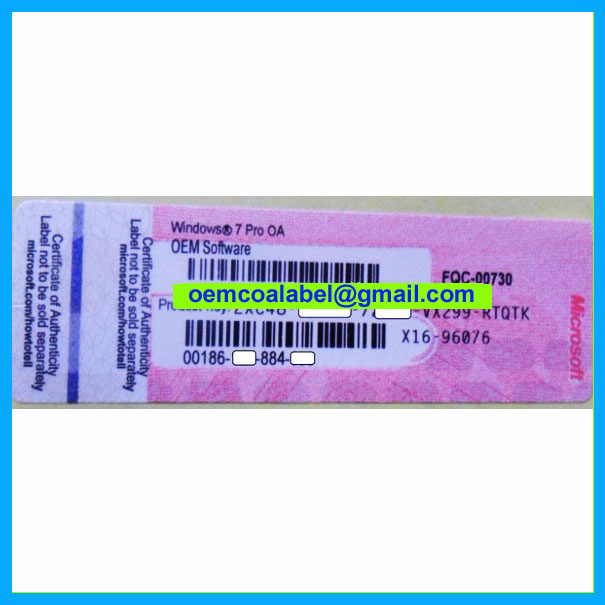 Certificate of Authenticity
Label not to be sold separately
microsoft.com/howtotell
Certificate of Authenticity
Label not to be sold separately
microsoft.com/howtotell
Windows® 7 Pro OA
OEM Software
FQC-00730
oemcoalabel@gmail.com
-VX299-RTQTK
X16-96076
00186- -884-
Microsoft